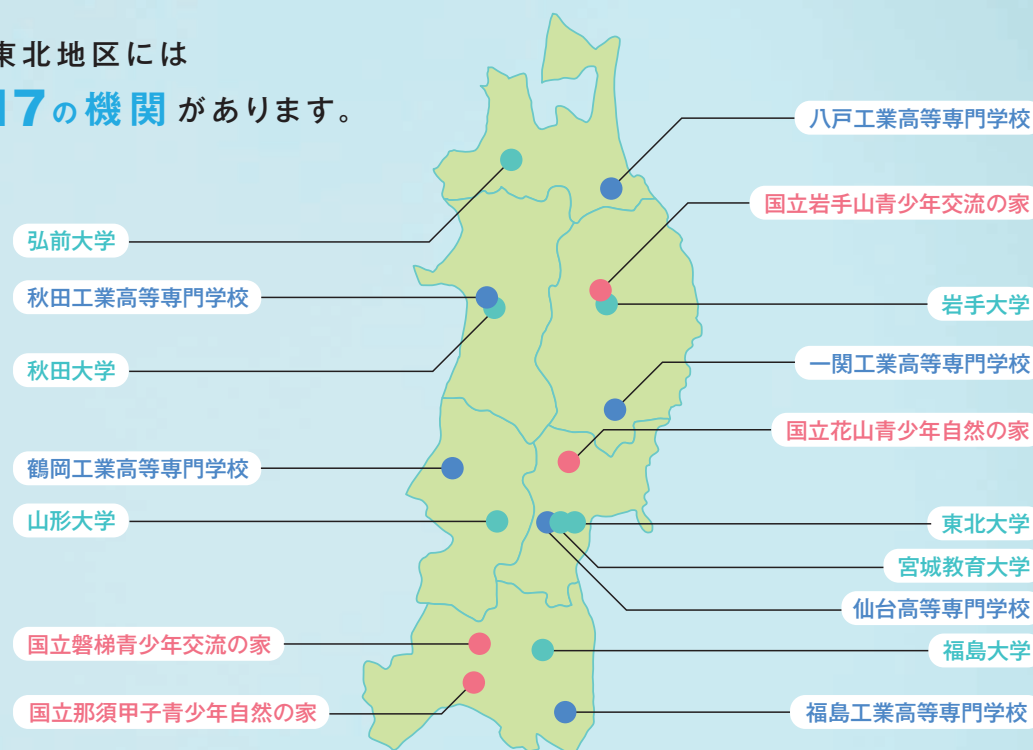 東北地区には
17の機関 があります。
弘前大学
秋田工業高等専門学校
秋田大学
鶴岡工業高等専門学校
山形大学
国立磐梯青少年交流の家
国立那須甲子青少年自然の家
八戸工業高等専門学校
国立岩手山青少年交流の家
岩手大学
一関工業高等専門学校
国立花山青少年自然の家
東北大学
宮城教育大学
仙台高等専門学校
福島大学
福島工業高等専門学校